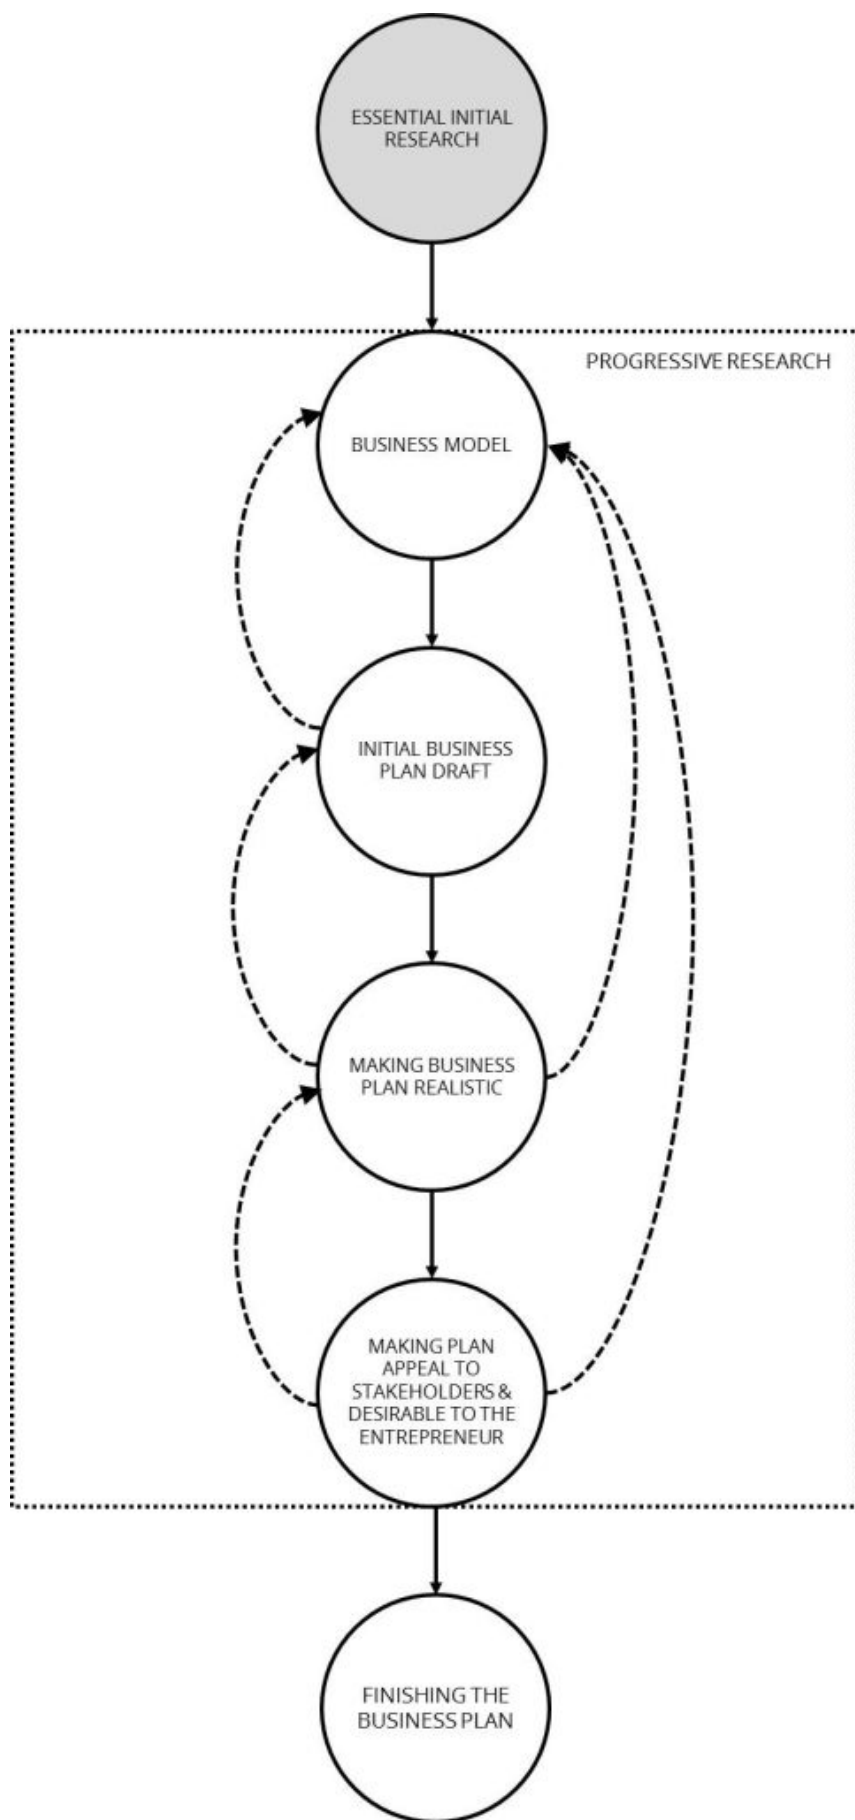 ESSENTIAL INITIAL
RESEARCH
PROGRESSIVE RESEARCH
BUSINESS MODEL
INITIAL BUSINESS
PLAN DRAFT
MAKING BUSINESS
PLAN REALISTIC
MAKING PLAN
APPEAL TO
STAKEHOLDERS &
DESIRABLE TO THE
ENTREPRENEUR
FINISHING THE
BUSINESS PLAN